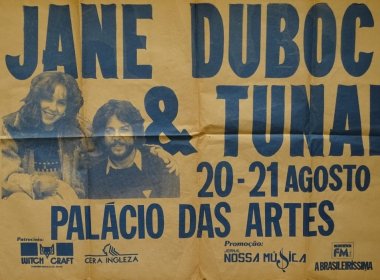 JANE DUBOC
& TUNAI
20-21 AGOSTO
PALÁCIO DAS ARTES
Patrocínio:
WITCH CRAFT
CERA INGLEZA
Promoção:
JORNAL
NOSSA MÚSICA
FM
A BRASILEIRÍSSIMA